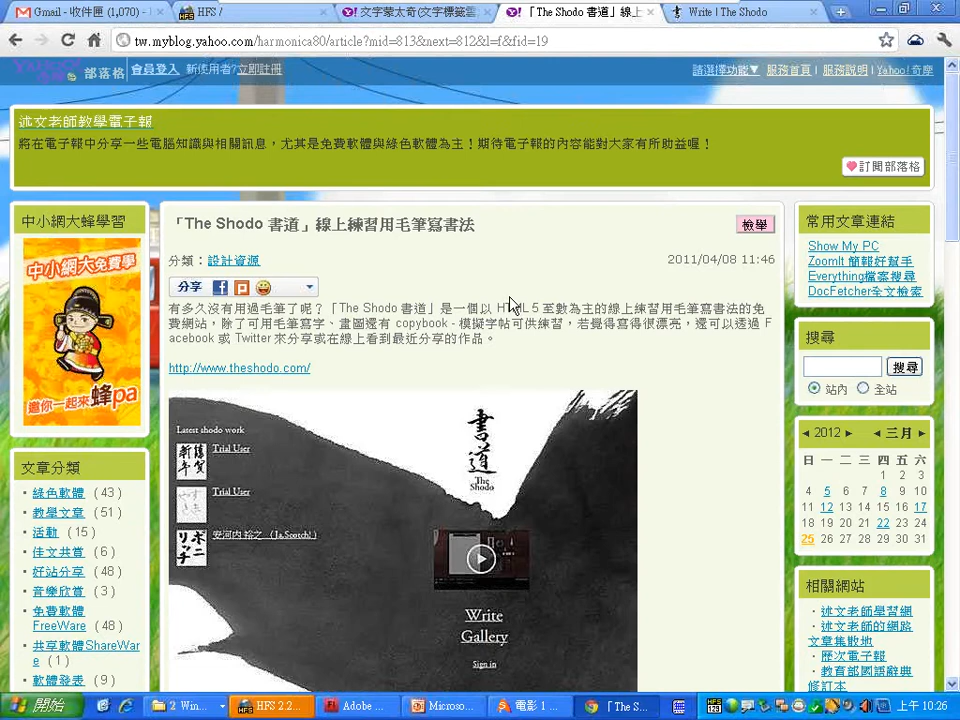 Gmail - 收件匣 (1,070) -
HFS /
文字蒙太奇(文字標籤雲
「The Shodo 書道」線上
Write | The Shodo
tw.myblog.yahoo.com/harmonica80/article?mid=813&next=812&l=f&fid=19
部落格 會員登入 新使用者?立即註冊
請選擇功能▼ 服務首頁 | 服務說明 | Yahoo!奇摩
述文老師教學電子報
將在電子報中分享一些電腦知識與相關訊息,尤其是免費軟體與綠色軟體為主！期待電子報的內容能對大家有所助益喔！
訂閱部落格
中小網大蜂學習
中小網大免費學
邀你一起來蜂pa
文章分類
綠色軟體 (43)
教學文章 (51)
活動 (15)
佳文共賞 (6)
好站分享 (48)
音樂欣賞 (3)
免費軟體
FreeWare (48)
共享軟體ShareWar
e (1)
軟體發表 (9)
「The Shodo 書道」線上練習用毛筆寫書法
檢舉
分類：設計資源
2011/04/08 11:46
分享
有多久沒有用過毛筆了呢？「The Shodo 書道」是一個以 HTML 5 至數為主的線上練習用毛筆寫書法的免
費網站，除了可用毛筆寫字、畫圖還有 copybook - 模擬字帖可供練習，若覺得寫得很漂亮，還可以透過 F
acebook 或 Twitter 來分享或在線上看到最近分享的作品。
http://www.theshodo.com/
Latest shodo work
Trial User
Trial User
安河内 裕之 (Ja.Scotch!)
書道
The
Shodo
Write
Gallery
Sign in
常用文章連結
Show My PC
ZoomIt 簡報好幫手
Everything檔案搜尋
DocFetcher全文檢索
搜尋
搜尋
站內 全站
◄ 2012 ► ◄ 三月 ►
日 一 二 三 四 五 六
1 2 3
4 5 6 7 8 9 10
11 12 13 14 15 16 17
18 19 20 21 22 23 24
25 26 27 28 29 30 31
相關網站
述文老師學習網
述文老師的網路
文章集散地
歷次電子報
教育部國語辭典
修訂本
開始
2 Win...
HFS 2.2...
Adobe ...
Microso...
電影 1 ...
The S...
上午 10:26